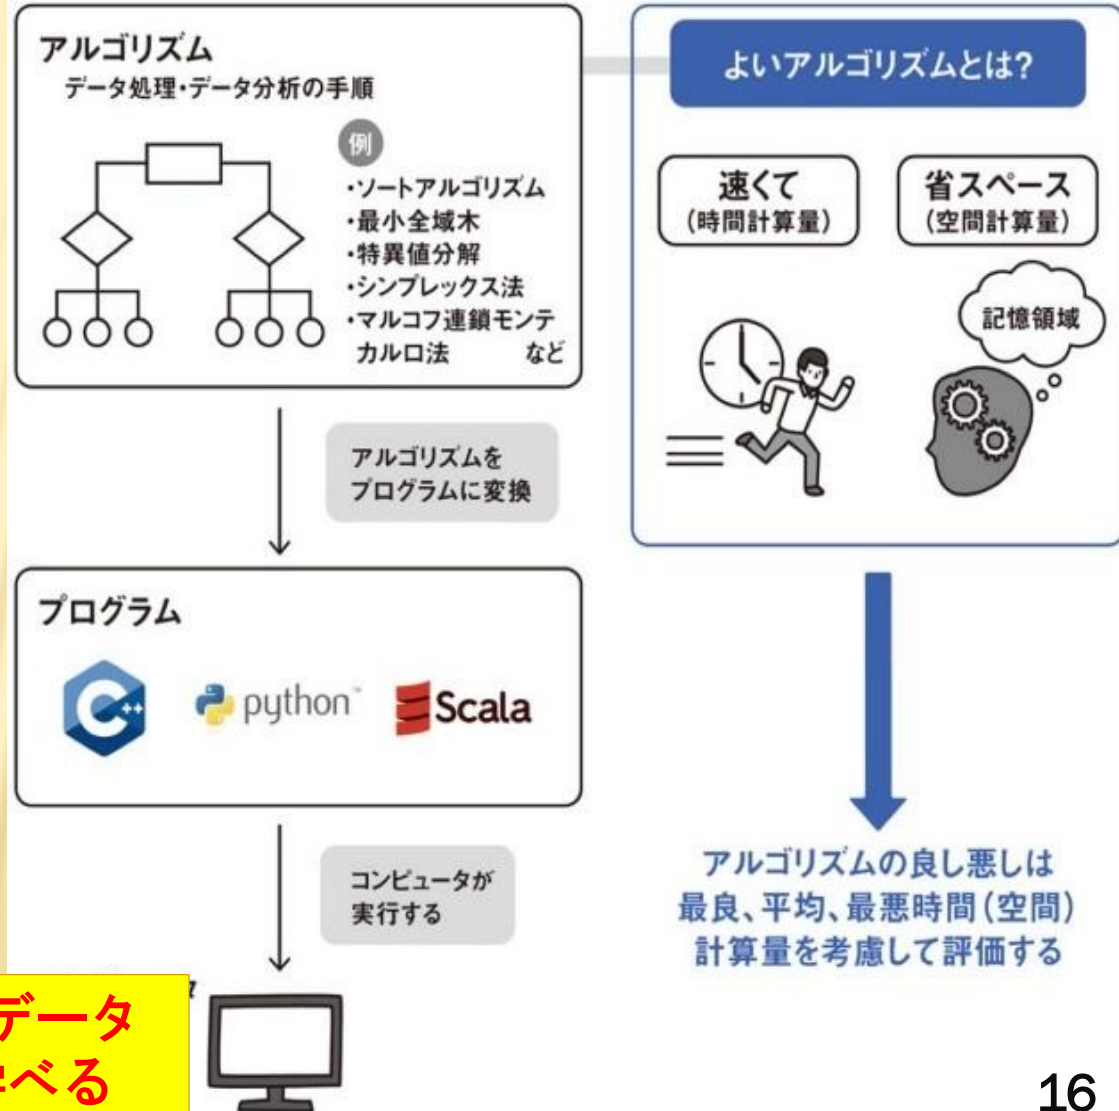 アルゴリズム
データ処理・データ分析の手順
例
・ソートアルゴリズム
・最小全域木
・特異値分解
・シンプレックス法
・マルコフ連鎖モンテ
カルロ法 など
アルゴリズムを
プログラムに変換
プログラム
C++
python
Scala
コンピュータが
実行する
よいアルゴリズムとは?
速くて
(時間計算量)
省スペース
(空間計算量)
記憶領域
アルゴリズムの良し悪しは
最良、平均、最悪時間(空間)
計算量を考慮して評価する
データ
べる
16